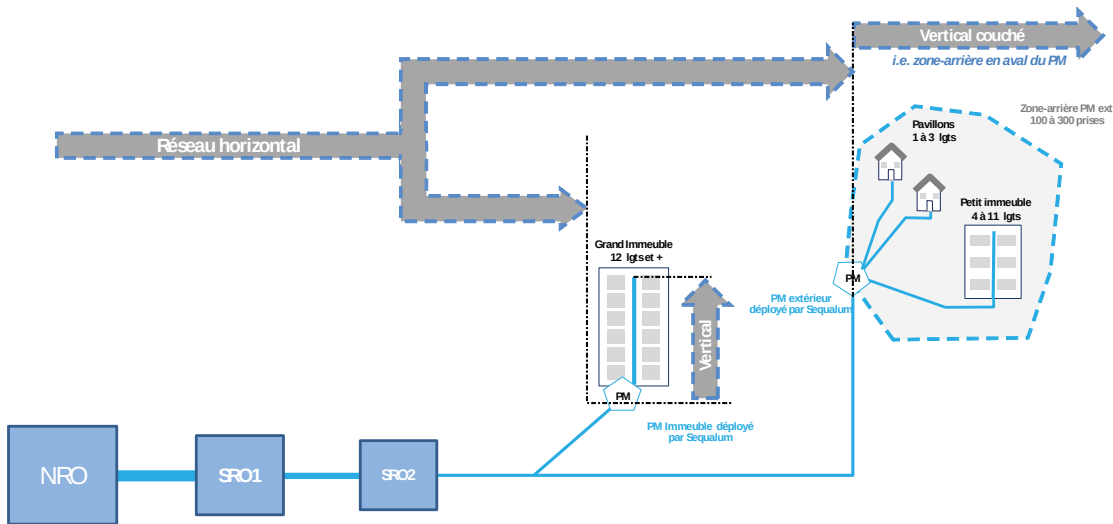 Vertical couché
i.e. zone-arrière en aval du PM
Zone-arrière PM ext
100 à 300 prises
Pavillons
1 à 3 lgts
Réseau horizontal
Petit immeuble
4 à 11 lgts
Grand Immeuble
12 lgts et +
PM
PM extérieur
déployé par Sequalum
Vertical
PM
PM Immeuble déployé
par Sequalum
NRO
SRO1
SRO2